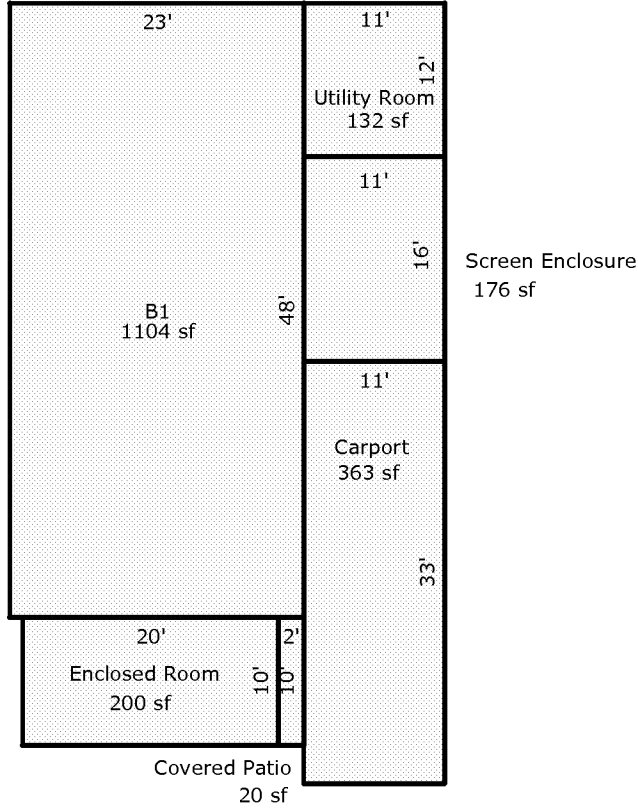 23'
11'
12'
Utility Room
132 sf
11'
16'
Screen Enclosure
176 sf
B1
1104 sf
48'
11'
Carport
363 sf
33'
20'
2'
Enclosed Room
200 sf
10'
10'
Covered Patio
20 sf